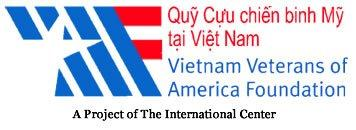 Quỹ Cựu chiến binh Mỹ
tại Việt Nam
Vietnam Veterans of
America Foundation
A Project of The International Center